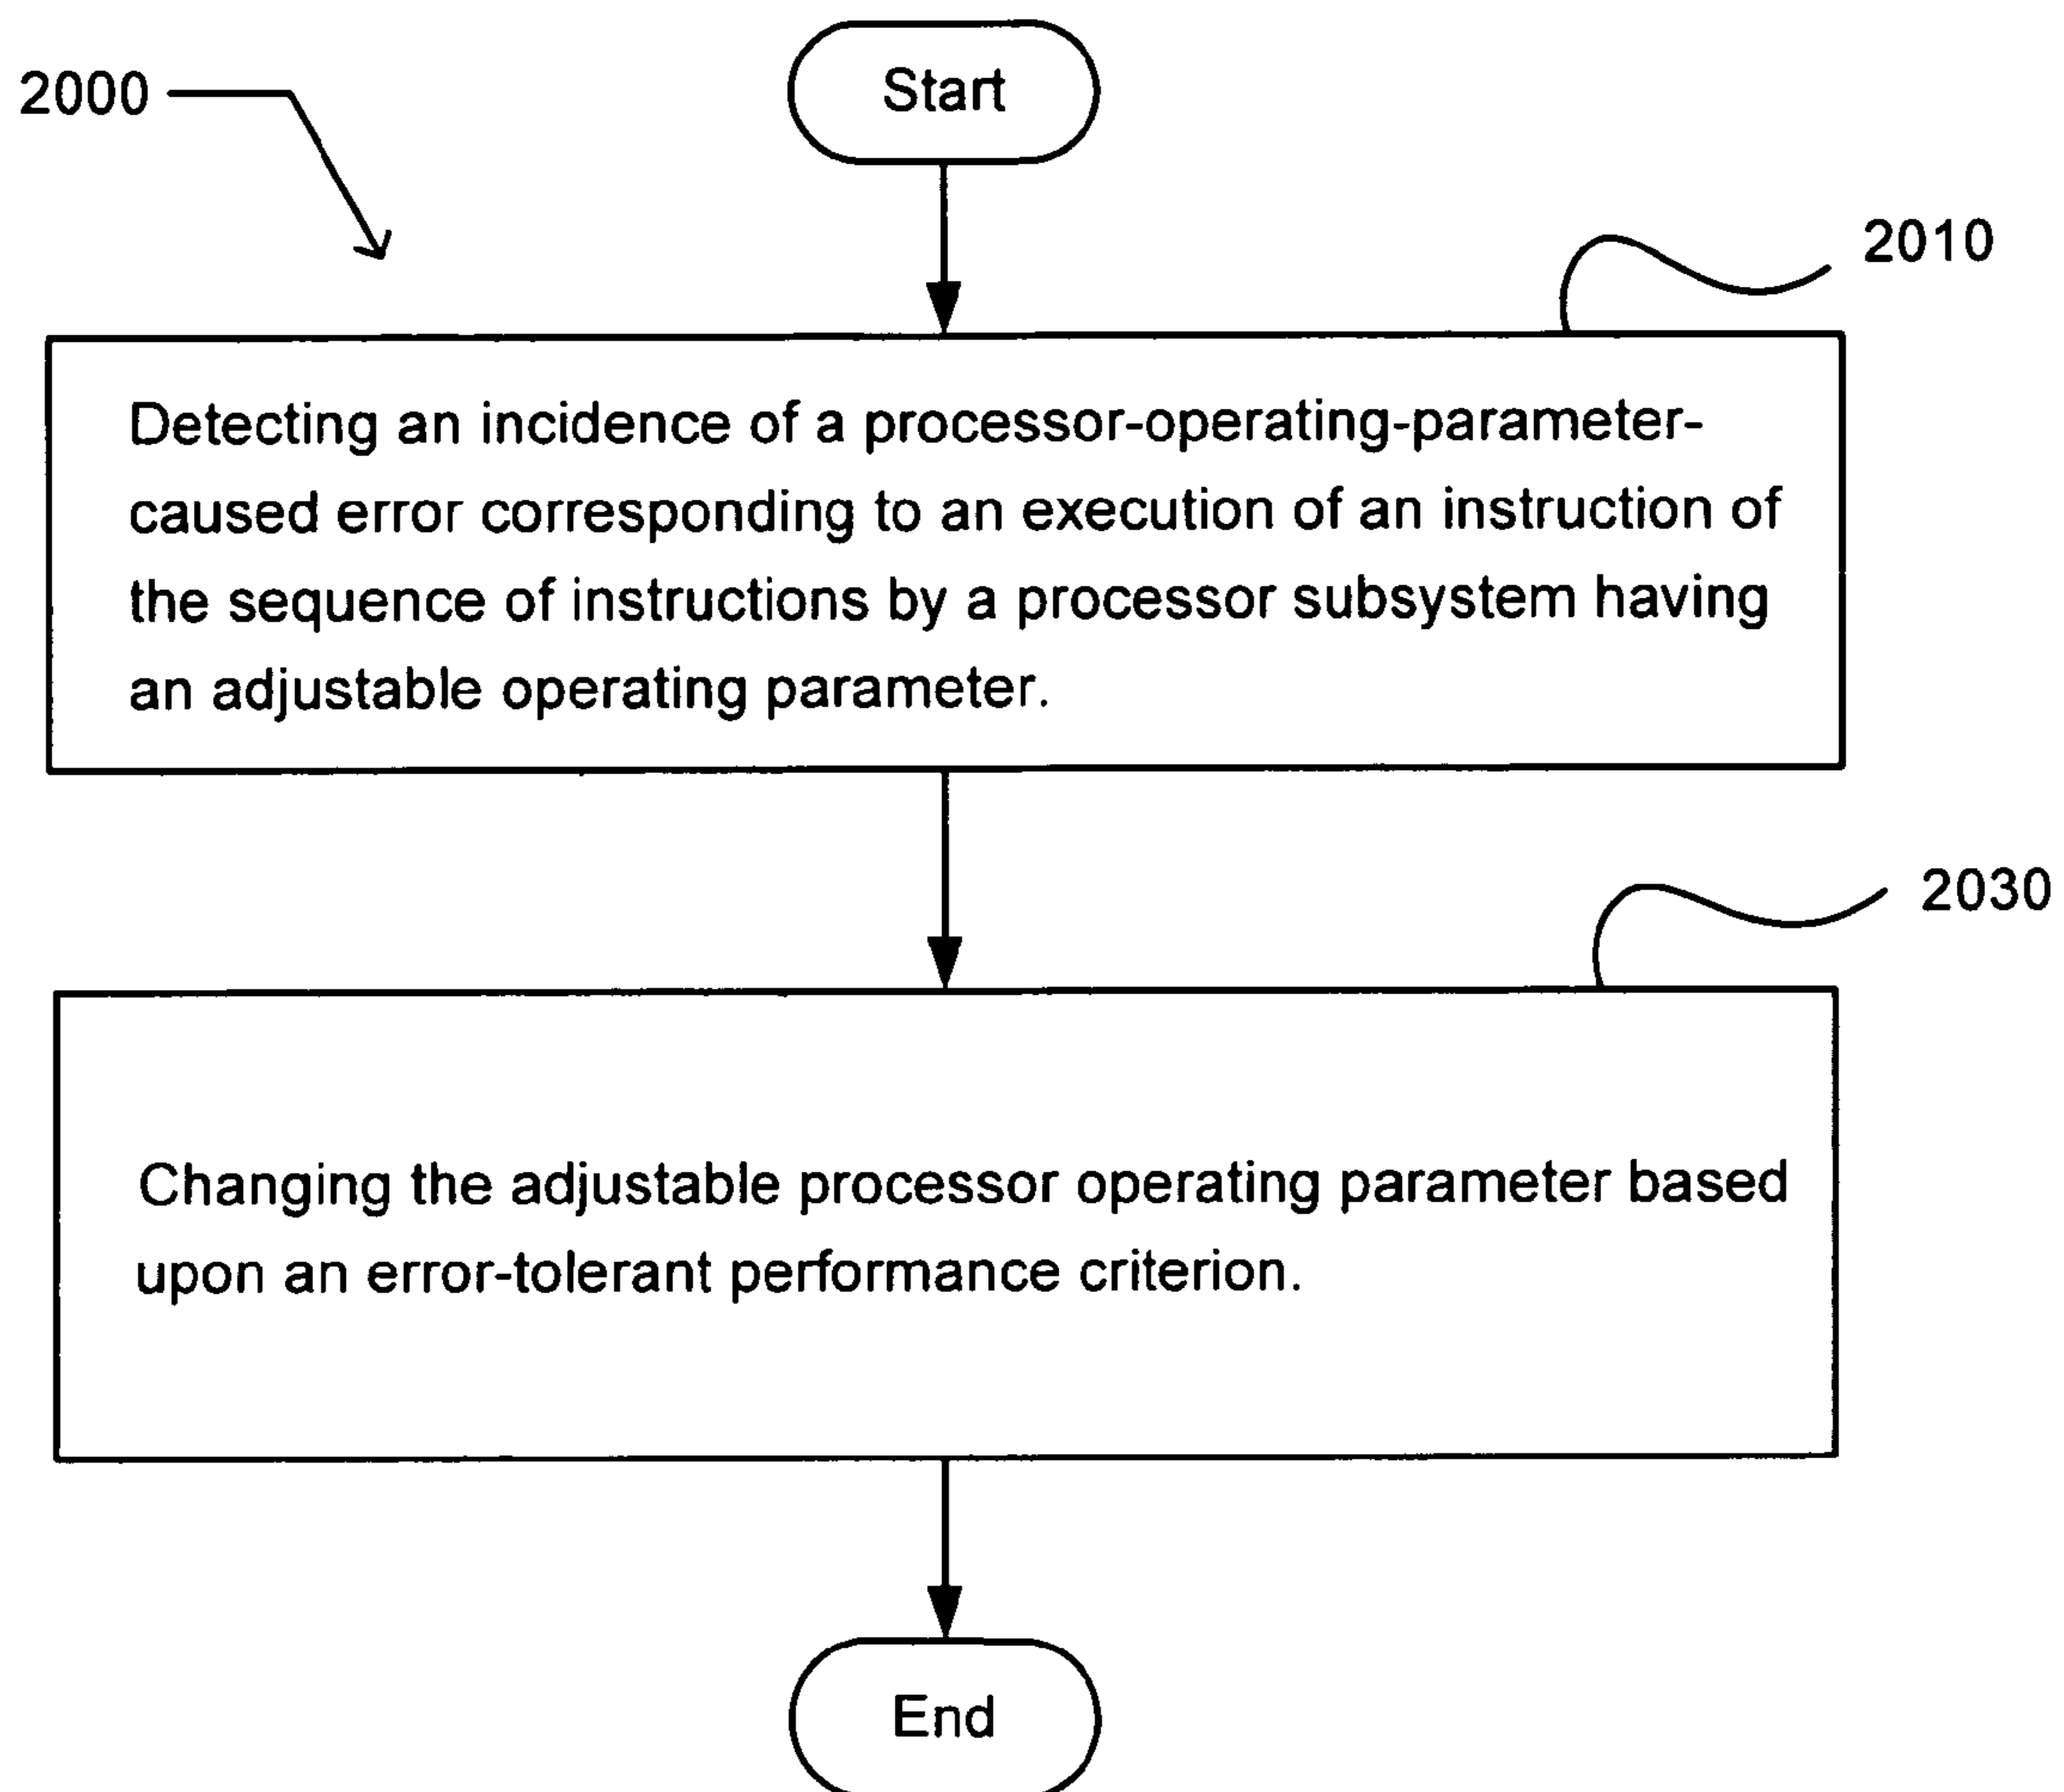 Start
2000
2010
Detecting an incidence of a processor-operating-parameter-
caused error corresponding to an execution of an instruction of
the sequence of instructions by a processor subsystem having
an adjustable operating parameter.
2030
Changing the adjustable processor operating parameter based
upon an error-tolerant performance criterion.
End